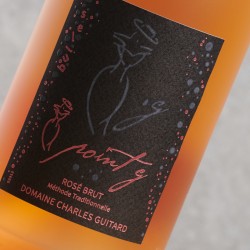 point g
ROSÉ BRUT
Méthode Traditionnelle
DOMAINE CHARLES GUITARD